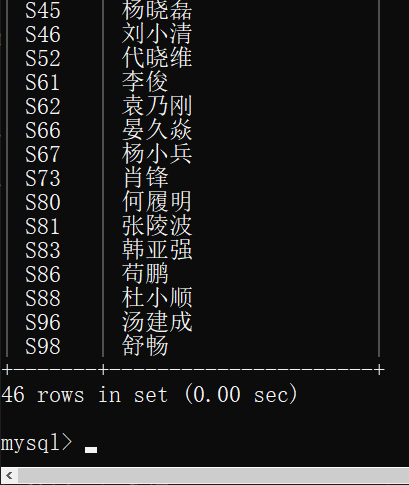 S45 杨晓磊
S46 刘小清
S52 代晓维
S61 李俊
S62 袁乃刚
S66 晏久焱
S67 杨小兵
S73 肖锋
S80 何履明
S81 张陵波
S83 韩亚强
S86 苟鹏
S88 杜小顺
S96 汤建成
S98 舒畅
46 rows in set (0.00 sec)
mysql>